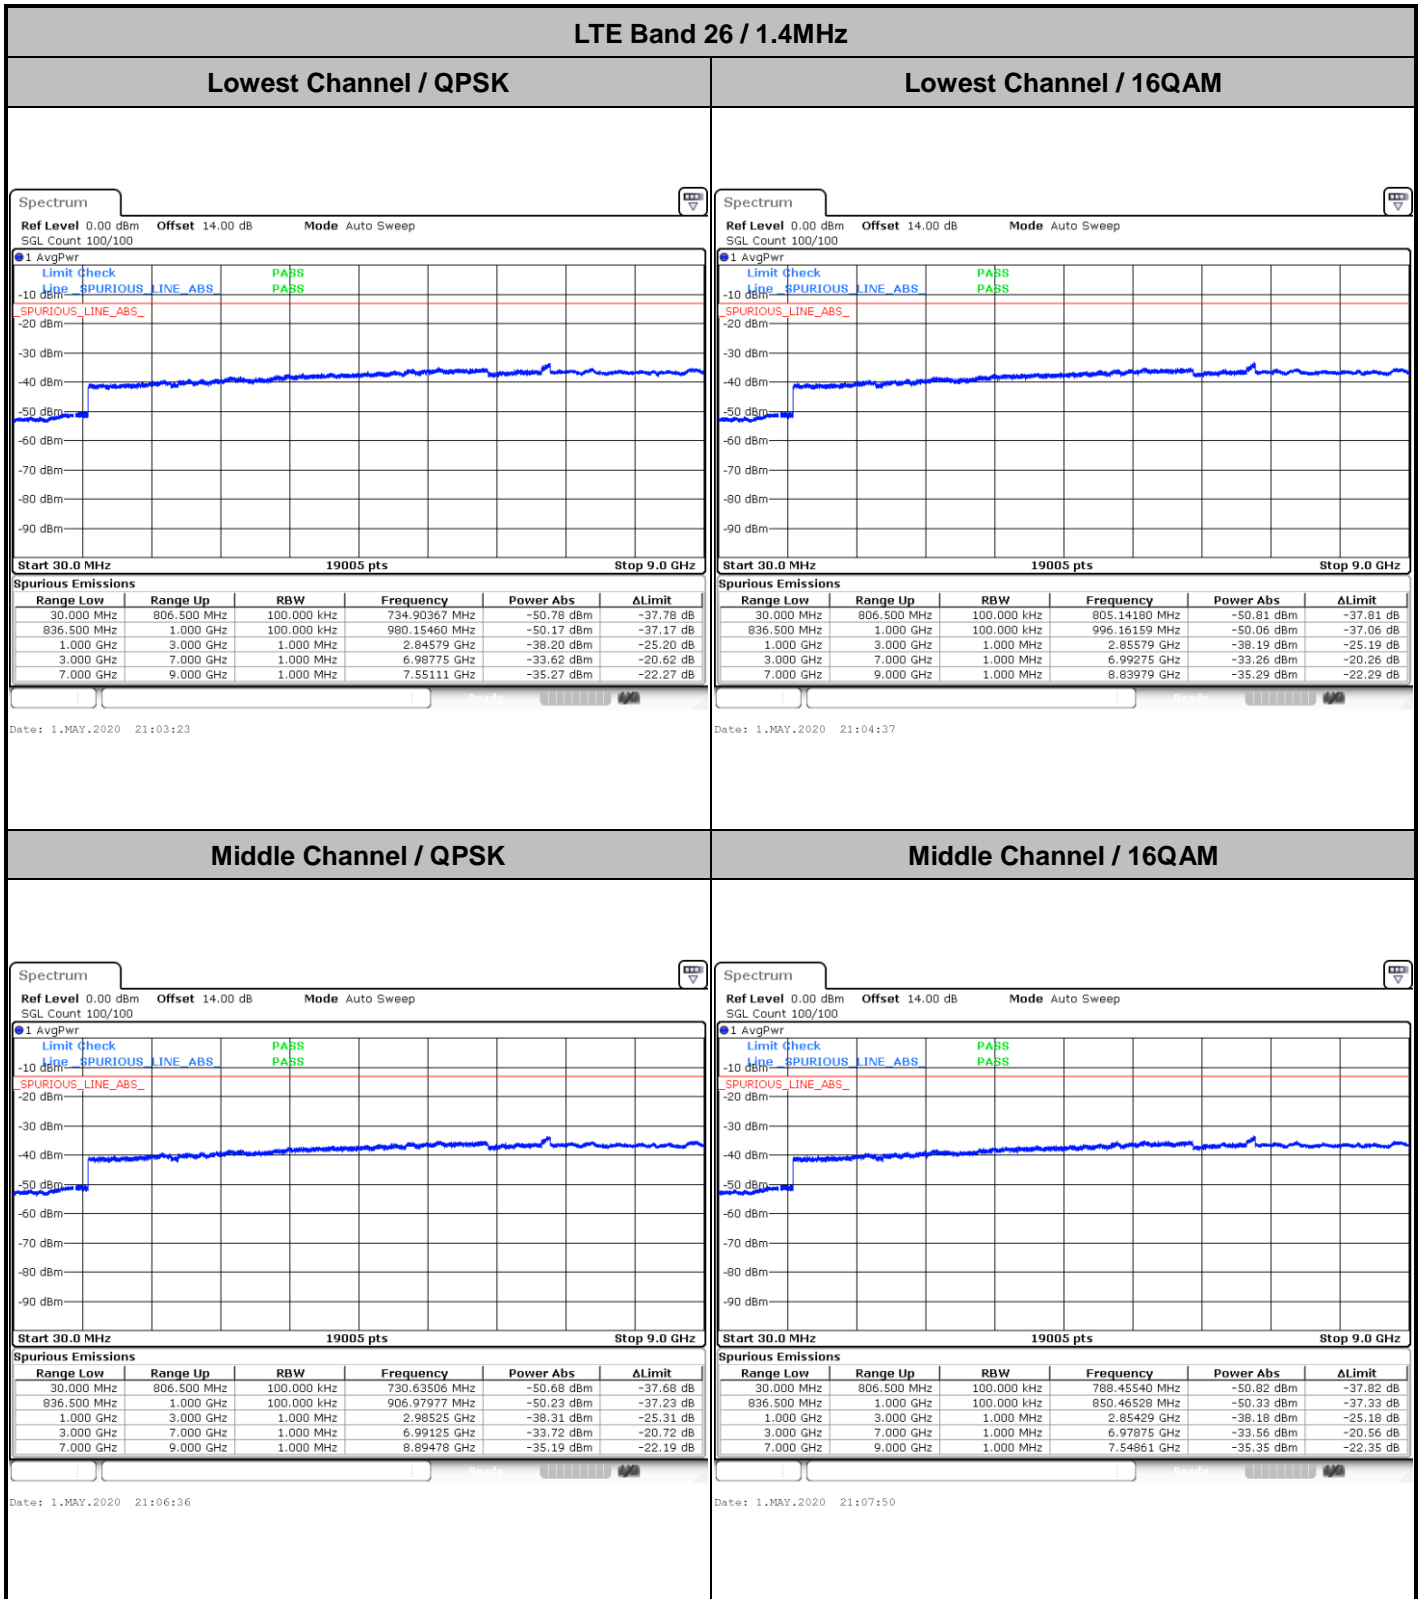 LTE Band 26 / 1.4MHz
Lowest Channel / QPSK
Lowest Channel / 16QAM
Spectrum
Ref Level 0.00 dBm Offset 14.00 dB Mode Auto Sweep
SGL Count 100/100
1 AvgPwr
Limit Check PASS
Line _SPURIOUS_LINE_ABS_ PASS
-10 dBm
_SPURIOUS_LINE_ABS_
-20 dBm
-30 dBm
-40 dBm
-50 dBm
-60 dBm
-70 dBm
-80 dBm
-90 dBm
Start 30.0 MHz 19005 pts Stop 9.0 GHz
Spurious Emissions
Range Low Range Up RBW Frequency Power Abs ΔLimit
30.000 MHz 806.500 MHz 100.000 kHz 734.90367 MHz -50.78 dBm -37.78 dB
836.500 MHz 1.000 GHz 100.000 kHz 980.15460 MHz -50.17 dBm -37.17 dB
1.000 GHz 3.000 GHz 1.000 MHz 2.84579 GHz -38.20 dBm -25.20 dB
3.000 GHz 7.000 GHz 1.000 MHz 6.98775 GHz -33.62 dBm -20.62 dB
7.000 GHz 9.000 GHz 1.000 MHz 7.55111 GHz -35.27 dBm -22.27 dB
Ready
Date: 1.MAY.2020 21:03:23
Spectrum
Ref Level 0.00 dBm Offset 14.00 dB Mode Auto Sweep
SGL Count 100/100
1 AvgPwr
Limit Check PASS
Line _SPURIOUS_LINE_ABS_ PASS
-10 dBm
_SPURIOUS_LINE_ABS_
-20 dBm
-30 dBm
-40 dBm
-50 dBm
-60 dBm
-70 dBm
-80 dBm
-90 dBm
Start 30.0 MHz 19005 pts Stop 9.0 GHz
Spurious Emissions
Range Low Range Up RBW Frequency Power Abs ΔLimit
30.000 MHz 806.500 MHz 100.000 kHz 805.14180 MHz -50.81 dBm -37.81 dB
836.500 MHz 1.000 GHz 100.000 kHz 996.16159 MHz -50.06 dBm -37.06 dB
1.000 GHz 3.000 GHz 1.000 MHz 2.85579 GHz -38.19 dBm -25.19 dB
3.000 GHz 7.000 GHz 1.000 MHz 6.99275 GHz -33.26 dBm -20.26 dB
7.000 GHz 9.000 GHz 1.000 MHz 8.83979 GHz -35.29 dBm -22.29 dB
Ready
Date: 1.MAY.2020 21:04:37
Middle Channel / QPSK
Middle Channel / 16QAM
Spectrum
Ref Level 0.00 dBm Offset 14.00 dB Mode Auto Sweep
SGL Count 100/100
1 AvgPwr
Limit Check PASS
Line _SPURIOUS_LINE_ABS_ PASS
-10 dBm
_SPURIOUS_LINE_ABS_
-20 dBm
-30 dBm
-40 dBm
-50 dBm
-60 dBm
-70 dBm
-80 dBm
-90 dBm
Start 30.0 MHz 19005 pts Stop 9.0 GHz
Spurious Emissions
Range Low Range Up RBW Frequency Power Abs ΔLimit
30.000 MHz 806.500 MHz 100.000 kHz 730.63506 MHz -50.68 dBm -37.68 dB
836.500 MHz 1.000 GHz 100.000 kHz 906.97977 MHz -50.23 dBm -37.23 dB
1.000 GHz 3.000 GHz 1.000 MHz 2.98525 GHz -38.31 dBm -25.31 dB
3.000 GHz 7.000 GHz 1.000 MHz 6.99125 GHz -33.72 dBm -20.72 dB
7.000 GHz 9.000 GHz 1.000 MHz 8.89478 GHz -35.19 dBm -22.19 dB
Ready
Date: 1.MAY.2020 21:06:36
Spectrum
Ref Level 0.00 dBm Offset 14.00 dB Mode Auto Sweep
SGL Count 100/100
1 AvgPwr
Limit Check PASS
Line _SPURIOUS_LINE_ABS_ PASS
-10 dBm
_SPURIOUS_LINE_ABS_
-20 dBm
-30 dBm
-40 dBm
-50 dBm
-60 dBm
-70 dBm
-80 dBm
-90 dBm
Start 30.0 MHz 19005 pts Stop 9.0 GHz
Spurious Emissions
Range Low Range Up RBW Frequency Power Abs ΔLimit
30.000 MHz 806.500 MHz 100.000 kHz 788.45540 MHz -50.82 dBm -37.82 dB
836.500 MHz 1.000 GHz 100.000 kHz 850.46528 MHz -50.33 dBm -37.33 dB
1.000 GHz 3.000 GHz 1.000 MHz 2.85429 GHz -38.18 dBm -25.18 dB
3.000 GHz 7.000 GHz 1.000 MHz 6.97875 GHz -33.56 dBm -20.56 dB
7.000 GHz 9.000 GHz 1.000 MHz 7.54861 GHz -35.35 dBm -22.35 dB
Ready
Date: 1.MAY.2020 21:07:50